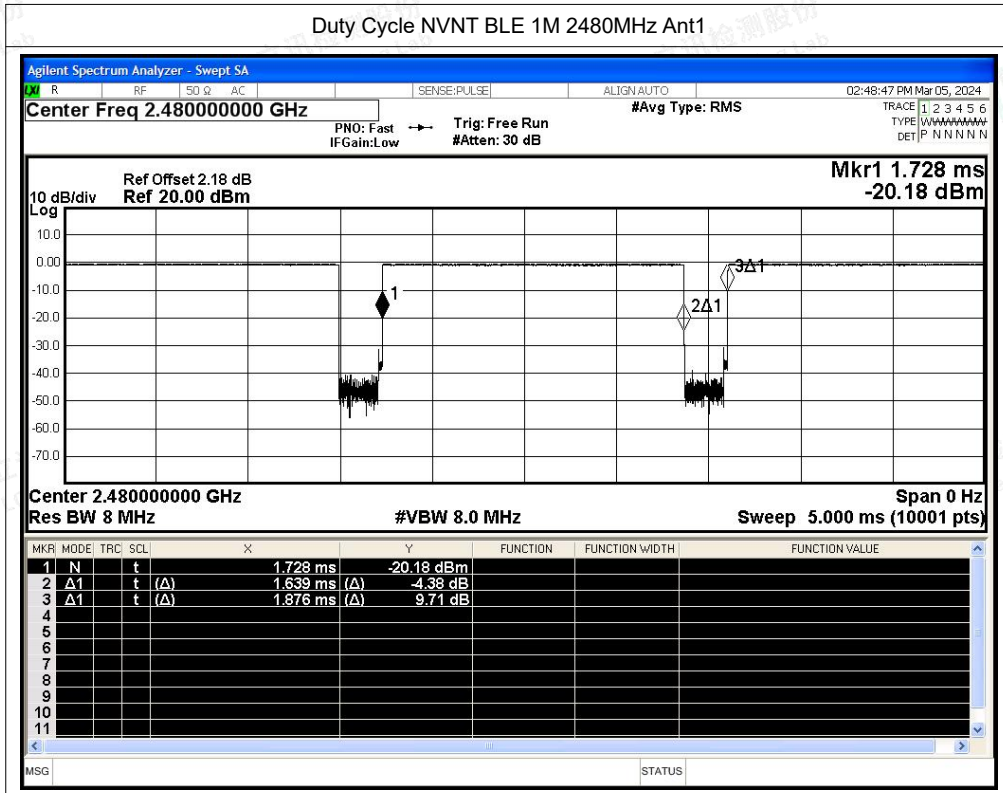 Duty Cycle NVNT BLE 1M 2480MHz Ant1
Agilent Spectrum Analyzer - Swept SA
LXI R RF 50 Ω AC SENSE:PULSE ALIGN AUTO 02:48:47 PM Mar 05, 2024
Center Freq 2.480000000 GHz #Avg Type: RMS TRACE 1 2 3 4 5 6
PNO: Fast Trig: Free Run TYPE
IFGain:Low #Atten: 30 dB DET P N N N N N
Mkr1 1.728 ms
-20.18 dBm
Ref Offset 2.18 dB
10 dB/div Ref 20.00 dBm
Log
10.0
0.00
3Δ1
-10.0
1
2Δ1
-20.0
-30.0
-40.0
-50.0
-60.0
-70.0
Center 2.480000000 GHz Span 0 Hz
Res BW 8 MHz #VBW 8.0 MHz Sweep 5.000 ms (10001 pts)
MKR MODE TRC SCL X Y FUNCTION FUNCTION WIDTH FUNCTION VALUE
1 N t 1.728 ms -20.18 dBm
2 Δ1 t (Δ) 1.639 ms (Δ) -4.38 dB
3 Δ1 t (Δ) 1.876 ms (Δ) 9.71 dB
4
5
6
7
8
9
10
11
MSG STATUS